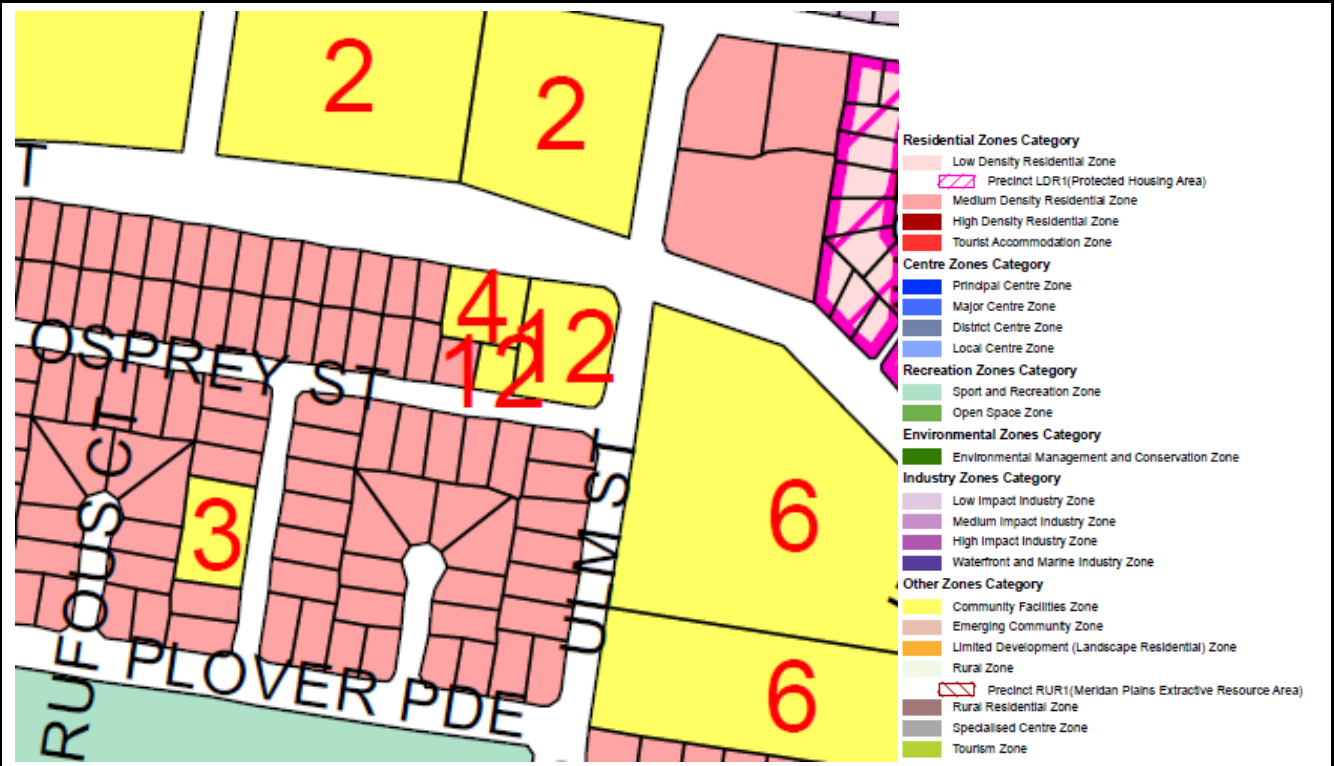 2
2
T
4
12
12
OSPREY ST
3
6
RUFOUS CT
ULM ST
PLOVER PDE
6
Residential Zones Category
Low Density Residential Zone
Precinct LDR1(Protected Housing Area)
Medium Density Residential Zone
High Density Residential Zone
Tourist Accommodation Zone
Centre Zones Category
Principal Centre Zone
Major Centre Zone
District Centre Zone
Local Centre Zone
Recreation Zones Category
Sport and Recreation Zone
Open Space Zone
Environmental Zones Category
Environmental Management and Conservation Zone
Industry Zones Category
Low Impact Industry Zone
Medium Impact Industry Zone
High Impact Industry Zone
Waterfront and Marine Industry Zone
Other Zones Category
Community Facilities Zone
Emerging Community Zone
Limited Development (Landscape Residential) Zone
Rural Zone
Precinct RUR1(Meridan Plains Extractive Resource Area)
Rural Residential Zone
Specialised Centre Zone
Tourism Zone